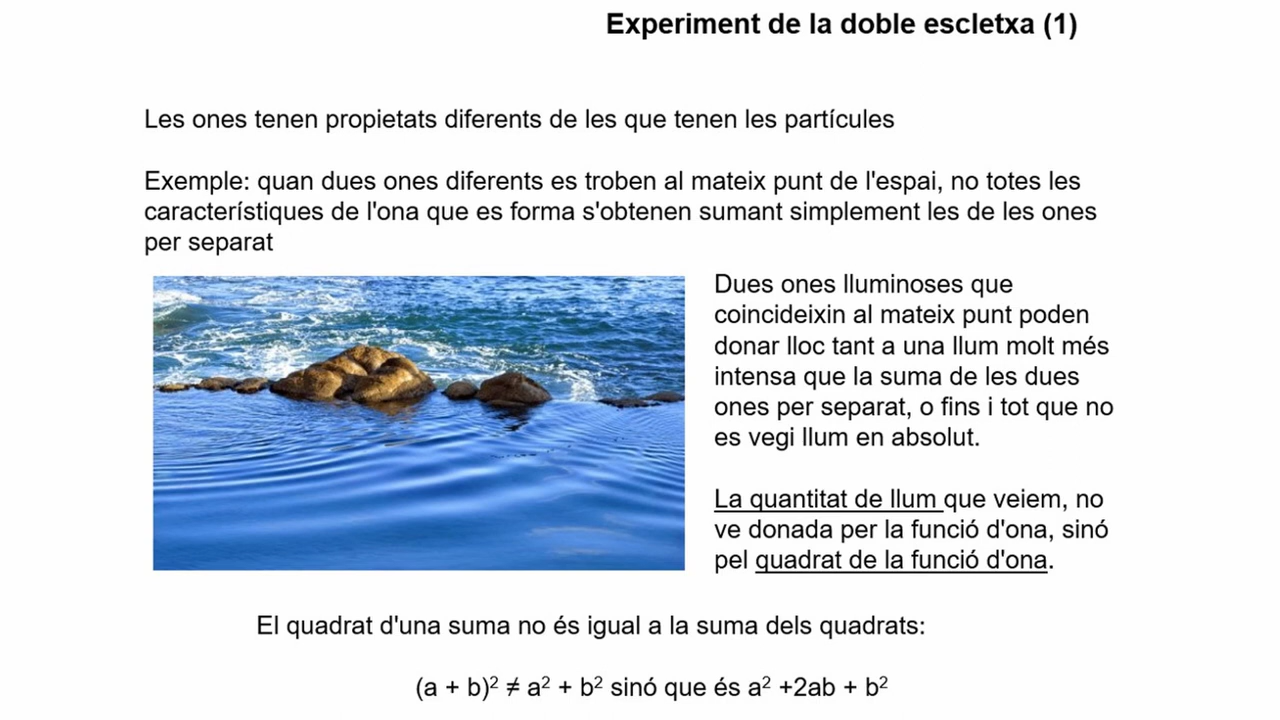 Experiment de la doble escletxa (1)
Les ones tenen propietats diferents de les que tenen les partícules
Exemple: quan dues ones diferents es troben al mateix punt de l'espai, no totes les
característiques de l'ona que es forma s'obtenen sumant simplement les de les ones
per separat
Dues ones lluminoses que
coincideixin al mateix punt poden
donar lloc tant a una llum molt més
intensa que la suma de les dues
ones per separat, o fins i tot que no
es vegi llum en absolut.
La quantitat de llum que veiem, no
ve donada per la funció d'ona, sinó
pel quadrat de la funció d'ona.
El quadrat d'una suma no és igual a la suma dels quadrats:
(a + b)² ≠ a² + b² sinó que és a² +2ab + b²